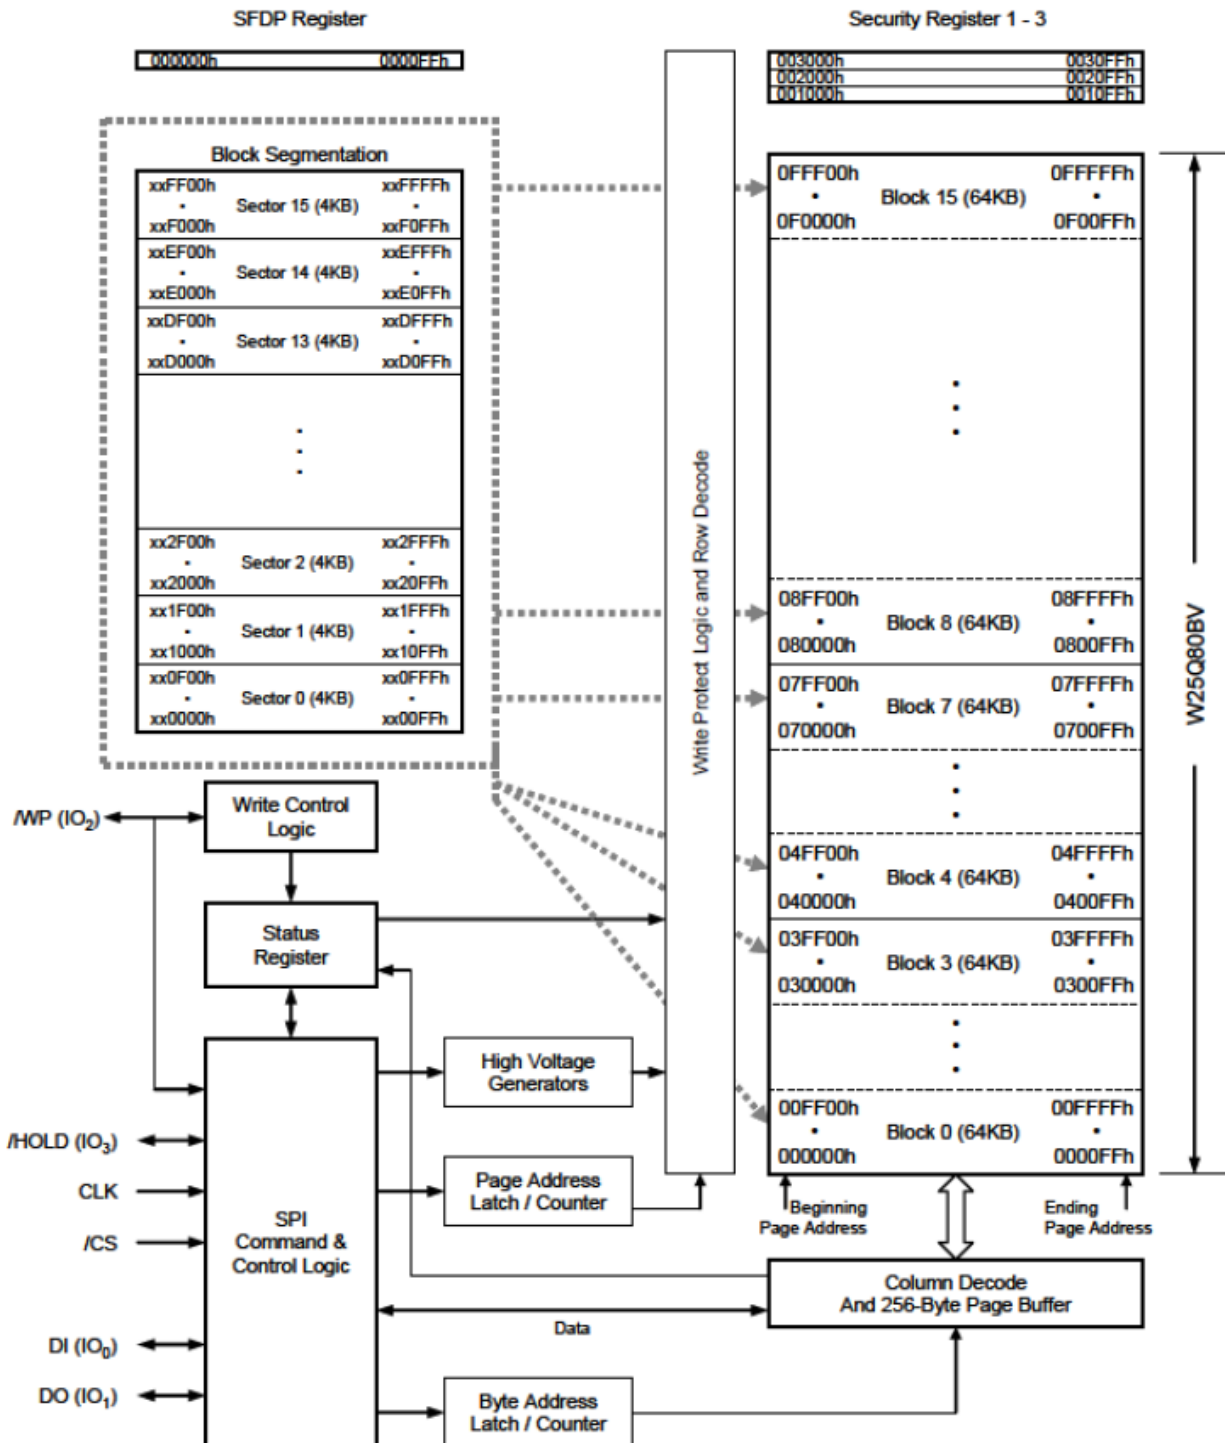 SFDP Register
000000h 0000FFh
Security Register 1 - 3
003000h 0030FFh
002000h 0020FFh
001000h 0010FFh
Block Segmentation
xxFF00h xxFFFFh
Sector 15 (4KB)
xxF000h xxF0FFh
xxEF00h xxEFFFh
Sector 14 (4KB)
xxE000h xxE0FFh
xxDF00h xxDFFFh
Sector 13 (4KB)
xxD000h xxD0FFh
xx2F00h xx2FFFh
Sector 2 (4KB)
xx2000h xx20FFh
xx1F00h xx1FFFh
Sector 1 (4KB)
xx1000h xx10FFh
xx0F00h xx0FFFh
Sector 0 (4KB)
xx0000h xx00FFh
Write Protect Logic and Row Decode
0FFF00h 0FFFFFh
Block 15 (64KB)
0F0000h 0F00FFh
08FF00h 08FFFFh
Block 8 (64KB)
080000h 0800FFh
07FF00h 07FFFFh
Block 7 (64KB)
070000h 0700FFh
04FF00h 04FFFFh
Block 4 (64KB)
040000h 0400FFh
03FF00h 03FFFFh
Block 3 (64KB)
030000h 0300FFh
00FF00h 00FFFFh
Block 0 (64KB)
000000h 0000FFh
W25Q80BV
Beginning
Page Address
Ending
Page Address
/WP (IO2)
Write Control
Logic
Status
Register
High Voltage
Generators
/HOLD (IO3)
CLK
/CS
DI (IO0)
DO (IO1)
SPI
Command &
Control Logic
Page Address
Latch / Counter
Column Decode
And 256-Byte Page Buffer
Data
Byte Address
Latch / Counter